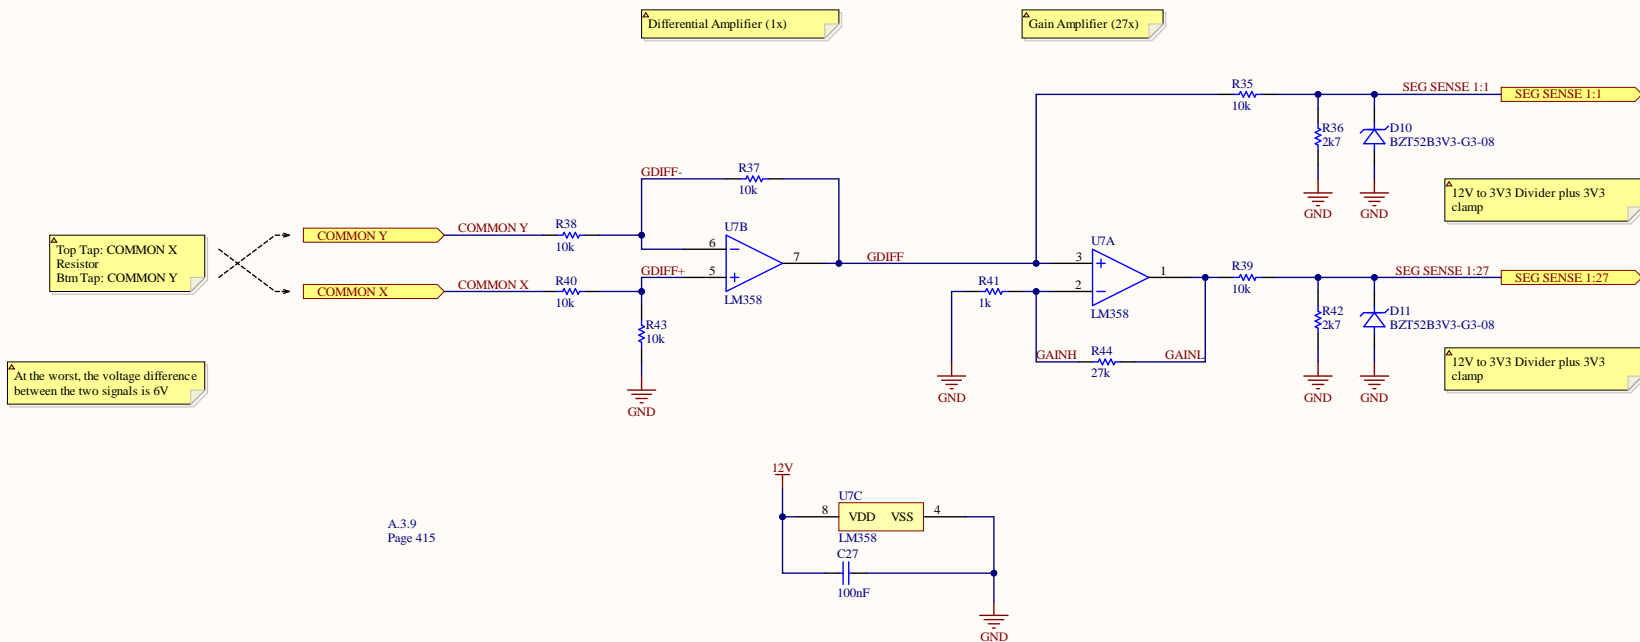 Differential Amplifier (1x)
Gain Amplifier (27x)
R35
10k
SEG SENSE 1:1
SEG SENSE 1:1
R36
2k7
D10
BZT52B3V3-G3-08
GND
GND
12V to 3V3 Divider plus 3V3
clamp
GDIFF-
R37
10k
Top Tap: COMMON X
Resistor
Btm Tap: COMMON Y
COMMON Y
COMMON Y
R38
10k
U7B
6
5
7
LM358
GDIFF
GDIFF+
COMMON X
COMMON X
R40
10k
R43
10k
GND
U7A
3
2
1
LM358
R41
1k
GND
GAINH
R44
27k
GAINL
R39
10k
SEG SENSE 1:27
SEG SENSE 1:27
R42
2k7
D11
BZT52B3V3-G3-08
GND
GND
12V to 3V3 Divider plus 3V3
clamp
At the worst, the voltage difference
between the two signals is 6V
A.3.9
Page 415
12V
U7C
8
VDD VSS
4
LM358
C27
100nF
GND